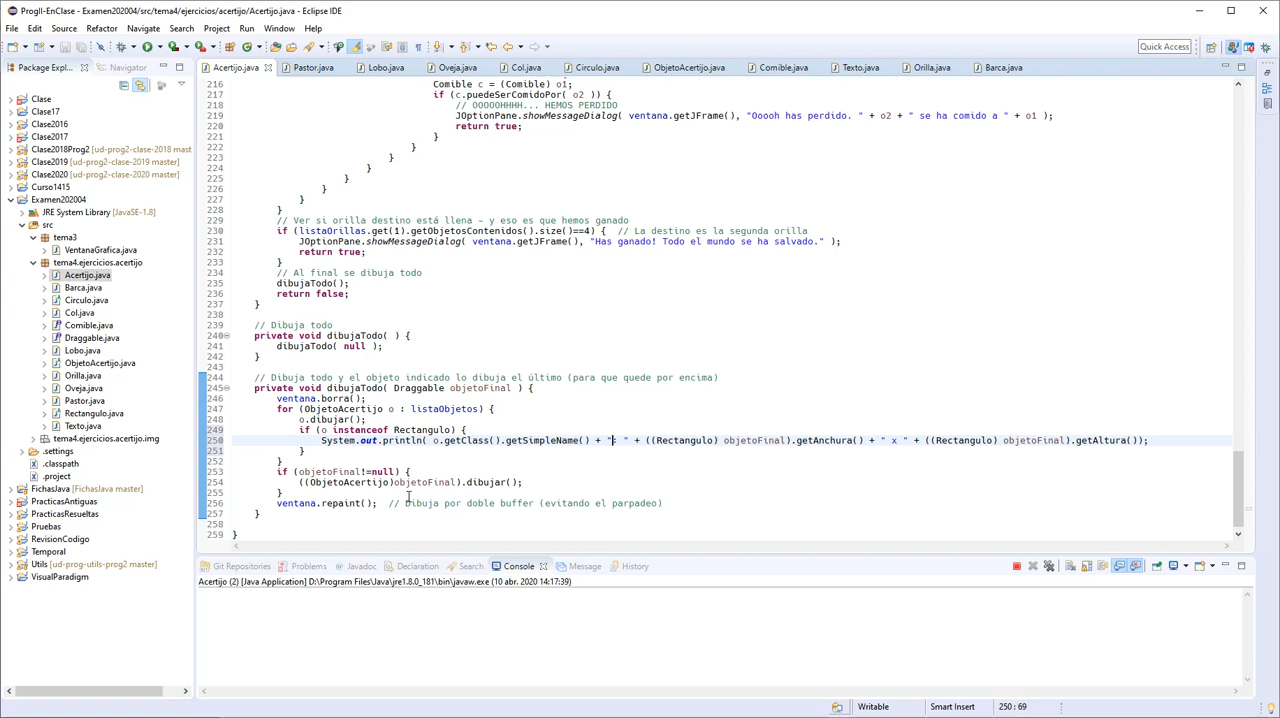 ProgII-EnClase - Examen202004/src/tema4/ejercicios/acertijo/Acertijo.java - Eclipse IDE
File Edit Source Refactor Navigate Search Project Run Window Help
Quick Access
Package Expl... Navigator
Acertijo.java Pastor.java Lobo.java Oveja.java Col.java Circulo.java ObjetoAcertijo.java Comible.java Texto.java Orilla.java Barca.java
Clase
Clase17
Clase2016
Clase2017
Clase2018Prog2 [ud-prog2-clase-2018 mast
Clase2019 [ud-prog2-clase-2019 master]
Clase2020 [ud-prog2-clase-2020 master]
Curso1415
Examen202004
JRE System Library [JavaSE-1.8]
src
tema3
VentanaGrafica.java
tema4.ejercicios.acertijo
Acertijo.java
Barca.java
Circulo.java
Col.java
Comible.java
Draggable.java
Lobo.java
ObjetoAcertijo.java
Orilla.java
Oveja.java
Pastor.java
Rectangulo.java
Texto.java
tema4.ejercicios.acertijo.img
.settings
.classpath
.project
FichasJava [FichasJava master]
PracticasAntiguas
PracticasResueltas
Pruebas
RevisionCodigo
Temporal
Utils [ud-prog-utils-prog2 master]
VisualParadigm
216 Comible c = (Comible) o1;
217 if (c.puedeSerComidoPor( o2 )) {
218 // OOOOOHHHH... HEMOS PERDIDO
219 JOptionPane.showMessageDialog( ventana.getJFrame(), "Ooooh has perdido. " + o2 + " se ha comido a " + o1 );
220 return true;
221 }
222 }
223 }
224 }
225 }
226 }
227 }
228 }
229 // Ver si orilla destino está llena - y eso es que hemos ganado
230 if (listaOrillas.get(1).getObjetosContenidos().size()==4) { // La destino es la segunda orilla
231 JOptionPane.showMessageDialog( ventana.getJFrame(), "Has ganado! Todo el mundo se ha salvado." );
232 return true;
233 }
234 // Al final se dibuja todo
235 dibujaTodo();
236 return false;
237 }
238
239 // Dibuja todo
240 private void dibujaTodo( ) {
241 dibujaTodo( null );
242 }
243
244 // Dibuja todo y el objeto indicado lo dibuja el último (para que quede por encima)
245 private void dibujaTodo( Draggable objetoFinal ) {
246 ventana.borra();
247 for (ObjetoAcertijo o : listaObjetos) {
248 o.dibujar();
249 if (o instanceof Rectangulo) {
250 System.out.println( o.getClass().getSimpleName() + ": " + ((Rectangulo) objetoFinal).getAnchura() + " x " + ((Rectangulo) objetoFinal).getAltura());
251 }
252 }
253 if (objetoFinal!=null) {
254 ((ObjetoAcertijo)objetoFinal).dibujar();
255 }
256 ventana.repaint(); // Dibuja por doble buffer (evitando el parpadeo)
257 }
258
259 }
Git Repositories Problems Javadoc Declaration Search Console Message History
Acertijo (2) [Java Application] D:\Program Files\Java\jre1.8.0_181\bin\javaw.exe (10 abr. 2020 14:17:39)
Writable Smart Insert 250 : 69